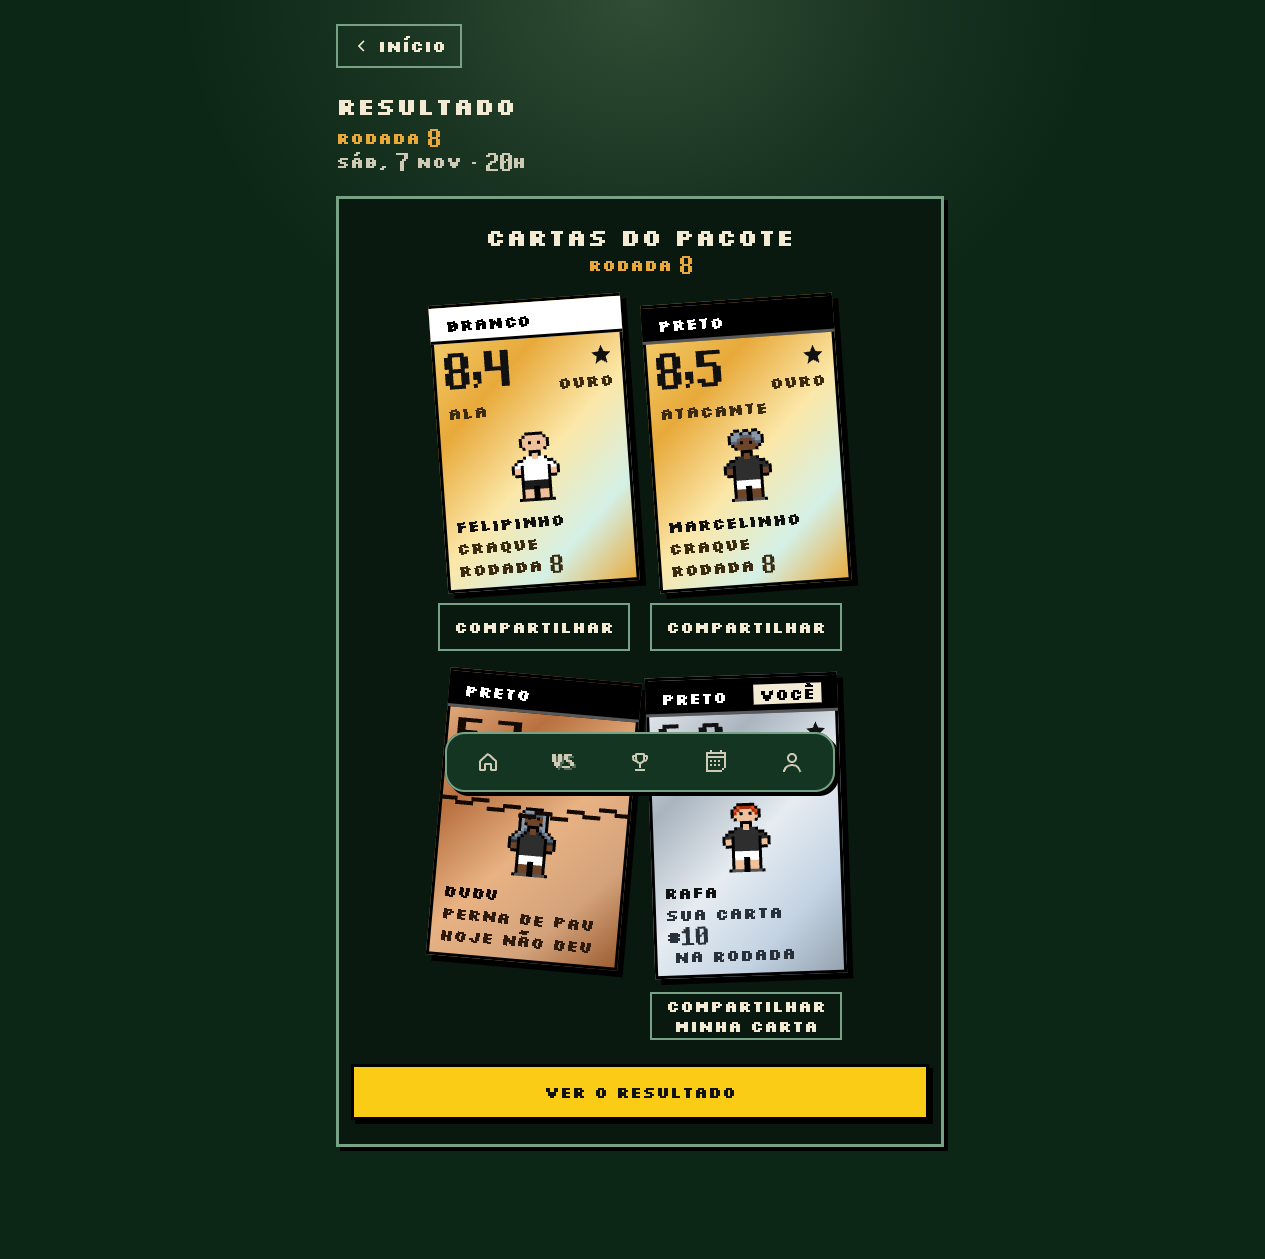 INÍCIO
RESULTADO
RODADA 8
SÁB, 7 NOV · 20H
CARTAS DO PACOTE
RODADA 8
BRANCO
8,4
OURO
ALA
FELIPINHO
CRAQUE
RODADA 8
COMPARTILHAR
PRETO
8,5
OURO
ATACANTE
MARCELINHO
CRAQUE
RODADA 8
COMPARTILHAR
PRETO
DUDU
PERNA DE PAU
HOJE NÃO DEU
PRETO
VOCÊ
RAFA
SUA CARTA
#10
NA RODADA
COMPARTILHAR
MINHA CARTA
VS
VER O RESULTADO